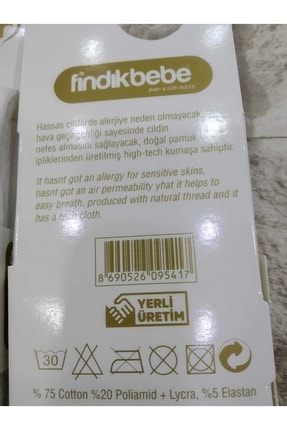 findıkbebe
BABY & KIDS SOCKS
Hassas ciltlerde alerjiye neden olmayacak,
hava geçirgenliği sayesinde cildin
nefes almasını sağlayacak, doğal pamuk
ipliklerinden üretilmiş high-tech kumaşa sahiptir.
It hasnt got an allergy for sensitive skins,
hasnt got an air permeability yhat it helps to
easy breath, produced with natural thread and it
has a tech cloth.
8 690526 095417
YERLİ
ÜRETİM
30
% 75 Cotton %20 Poliamid + Lycra, %5 Elastan